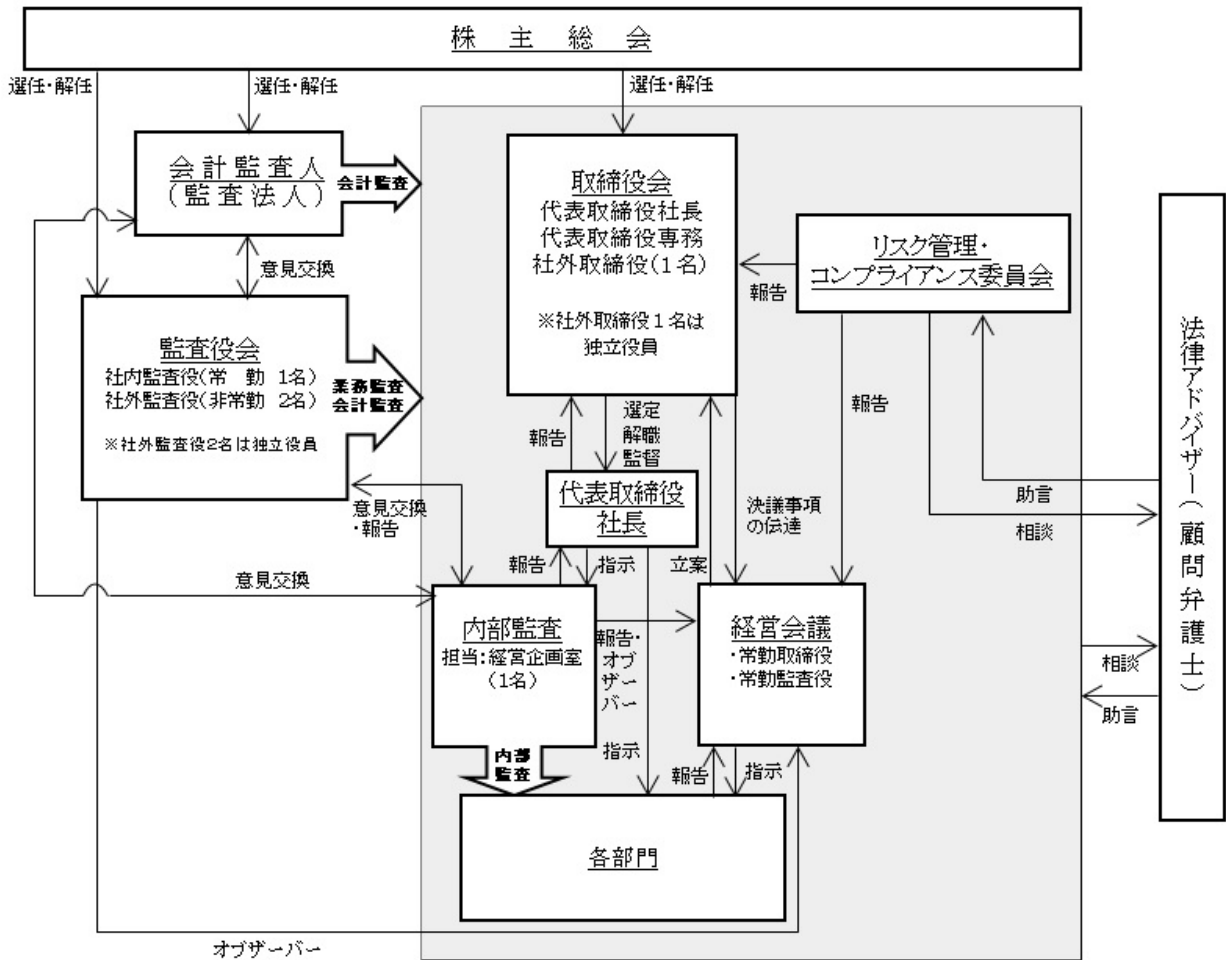 株主総会
選任・解任
選任・解任
選任・解任
会計監査人
(監査法人)
会計監査
取締役会
代表取締役社長
代表取締役専務
社外取締役(1名)
※社外取締役1名は
独立役員
リスク管理・
コンプライアンス委員会
報告
意見交換
監査役会
社内監査役(常 勤 1名)
社外監査役(非常勤 2名)
※社外監査役2名は独立役員
業務監査
会計監査
報告
選定
解職
監督
報告
法律アドバイザー(顧問弁護士)
代表取締役
社長
意見交換
・報告
決議事項
の伝達
助言
相談
報告
指示
立案
意見交換
内部監査
担当:経営企画室
(1名)
報告・
オブ
ザー
バー
経営会議
・常勤取締役
・常勤監査役
相談
助言
内部
監査
指示
報告
指示
各部門
オブザーバー